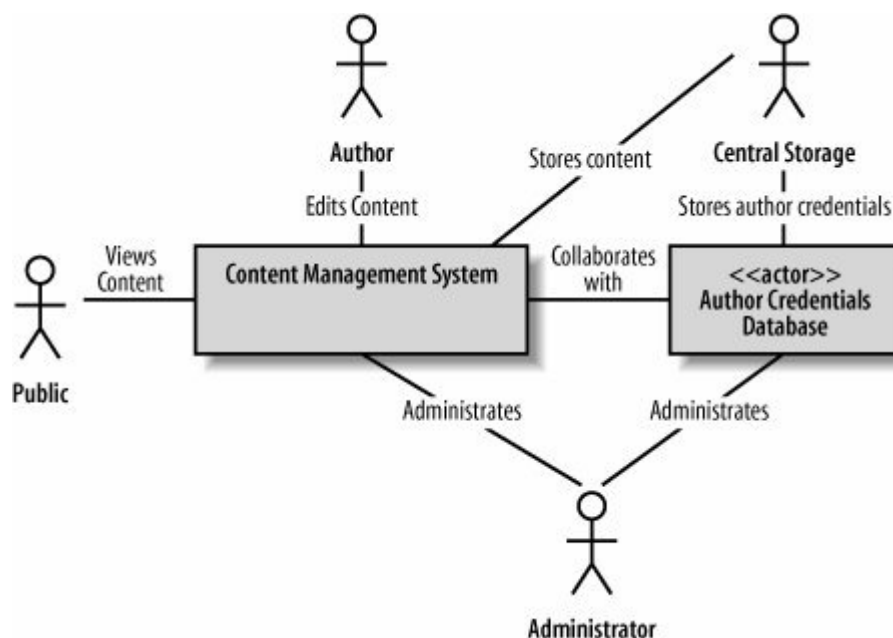 Author
Central Storage
Stores content
Edits Content
Stores author credentials
Views
Content
Content Management System
Collaborates
with
<<actor>>
Author Credentials
Database
Public
Administrates
Administrates
Administrator